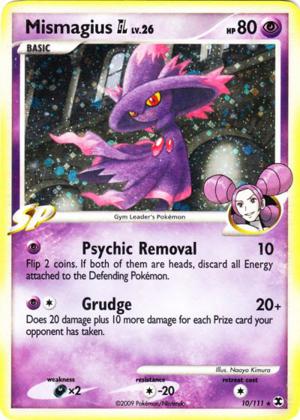 Mismagius GL LV.26 HP 80
BASIC
SP
Gym Leader's Pokémon
Psychic Removal 10
Flip 2 coins. If both of them are heads, discard all Energy
attached to the Defending Pokémon.
Grudge 20+
Does 20 damage plus 10 more damage for each Prize card your
opponent has taken.
Illus. Naoyo Kimura
weakness resistance retreat cost
×2 -20
©2009 Pokémon/Nintendo 10/111 ★